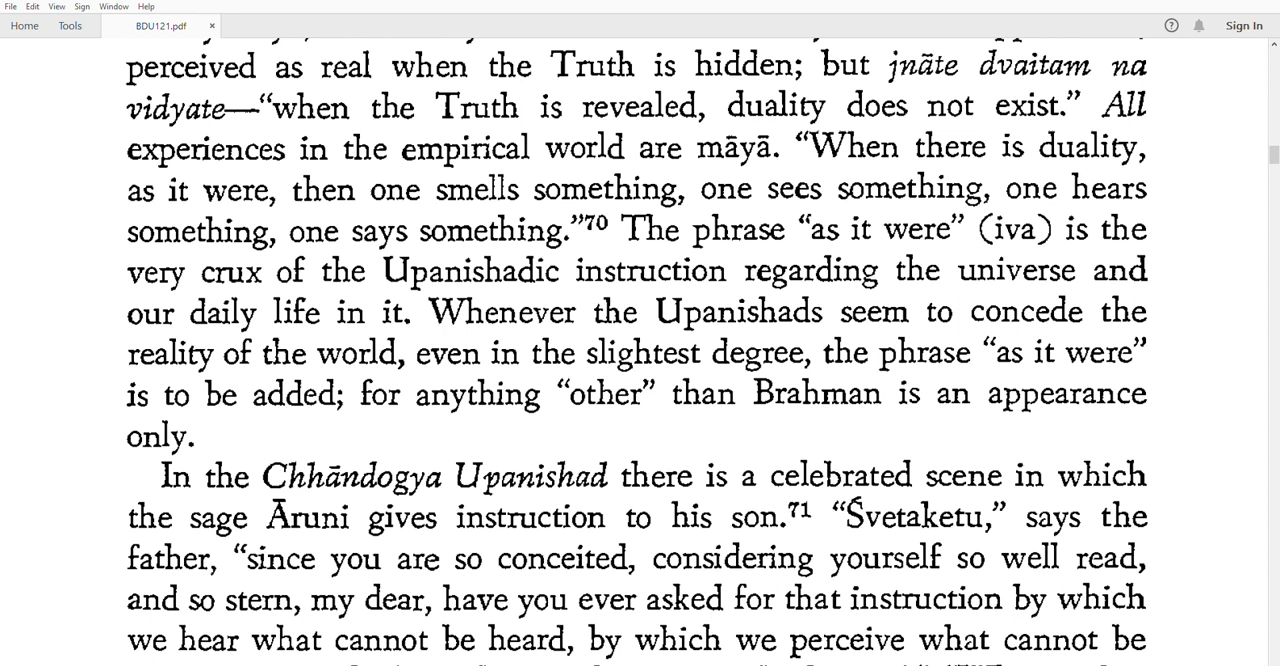 File Edit View Sign Window Help
Home Tools BDU121.pdf × ? Sign In
perceived as real when the Truth is hidden; but jnāte dvaitam na
vidyate—“when the Truth is revealed, duality does not exist.” All
experiences in the empirical world are māyā. “When there is duality,
as it were, then one smells something, one sees something, one hears
something, one says something.”70 The phrase “as it were” (iva) is the
very crux of the Upanishadic instruction regarding the universe and
our daily life in it. Whenever the Upanishads seem to concede the
reality of the world, even in the slightest degree, the phrase “as it were”
is to be added; for anything “other” than Brahman is an appearance
only.
In the Chhāndogya Upanishad there is a celebrated scene in which
the sage Āruni gives instruction to his son.71 “Śvetaketu,” says the
father, “since you are so conceited, considering yourself so well read,
and so stern, my dear, have you ever asked for that instruction by which
we hear what cannot be heard, by which we perceive what cannot be